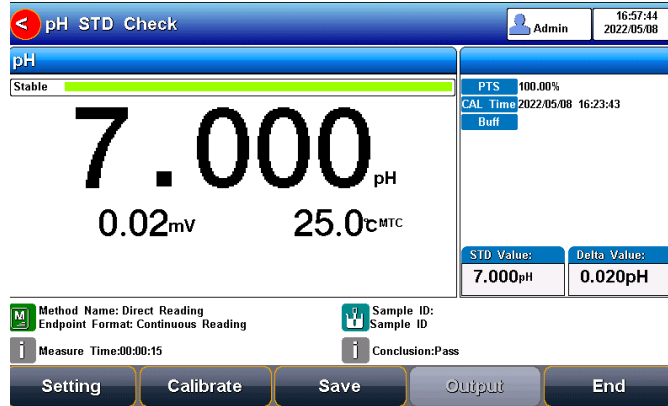 < pH STD Check
Admin
16:57:44
2022/05/08
pH
Stable
7.000pH
0.02mV
25.0℃MTC
PTS 100.00%
CAL Time 2022/05/08 16:23:43
Buff
STD Value:
7.000pH
Delta Value:
0.020pH
M
Method Name: Direct Reading
Endpoint Format: Continuous Reading
Sample ID:
Sample ID
i Measure Time:00:00:15
i Conclusion:Pass
Setting
Calibrate
Save
Output
End